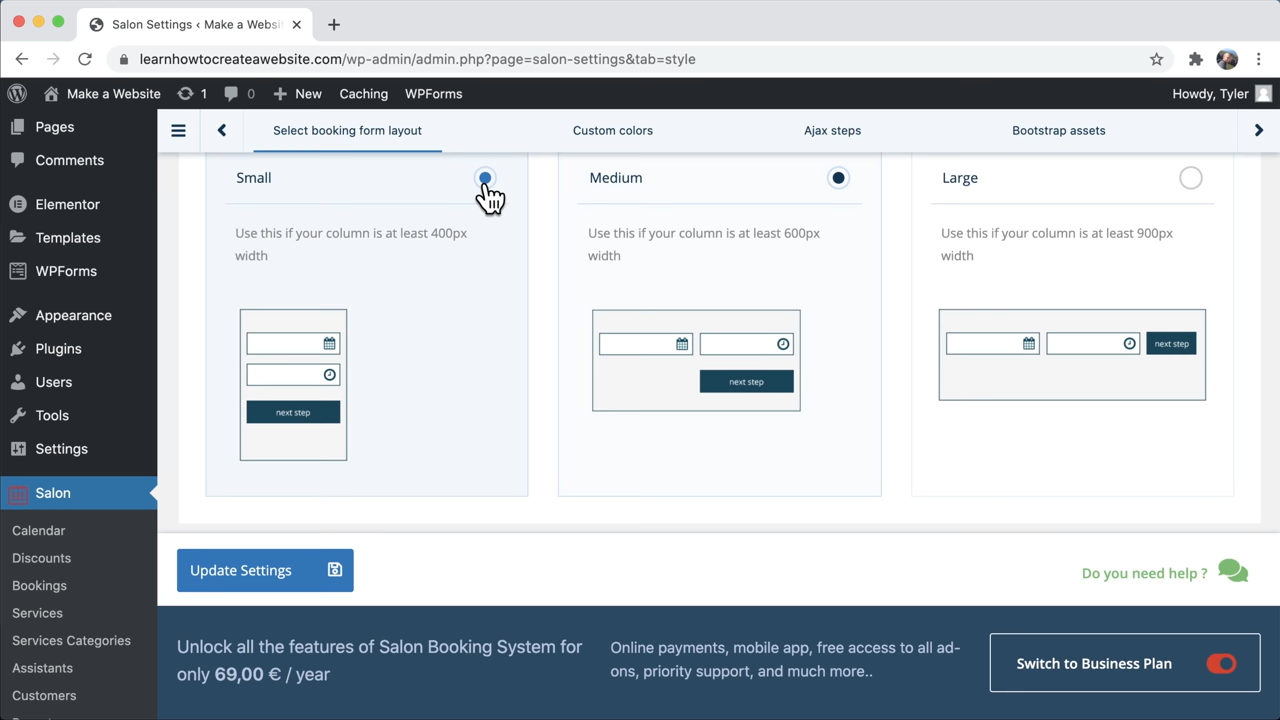 Salon Settings ‹ Make a Websi
learnhowtocreateawebsite.com/wp-admin/admin.php?page=salon-settings&tab=style
Make a Website 1 0 New Caching WPForms Howdy, Tyler
Pages
Comments
Elementor
Templates
WPForms
Appearance
Plugins
Users
Tools
Settings
Salon
Calendar
Discounts
Bookings
Services
Services Categories
Assistants
Customers
Select booking form layout Custom colors Ajax steps Bootstrap assets
Small
Use this if your column is at least 400px
width
next step
Medium
Use this if your column is at least 600px
width
next step
Large
Use this if your column is at least 900px
width
next step
Update Settings
Do you need help ?
Unlock all the features of Salon Booking System for
only 69,00 € / year
Online payments, mobile app, free access to all ad-
ons, priority support, and much more..
Switch to Business Plan